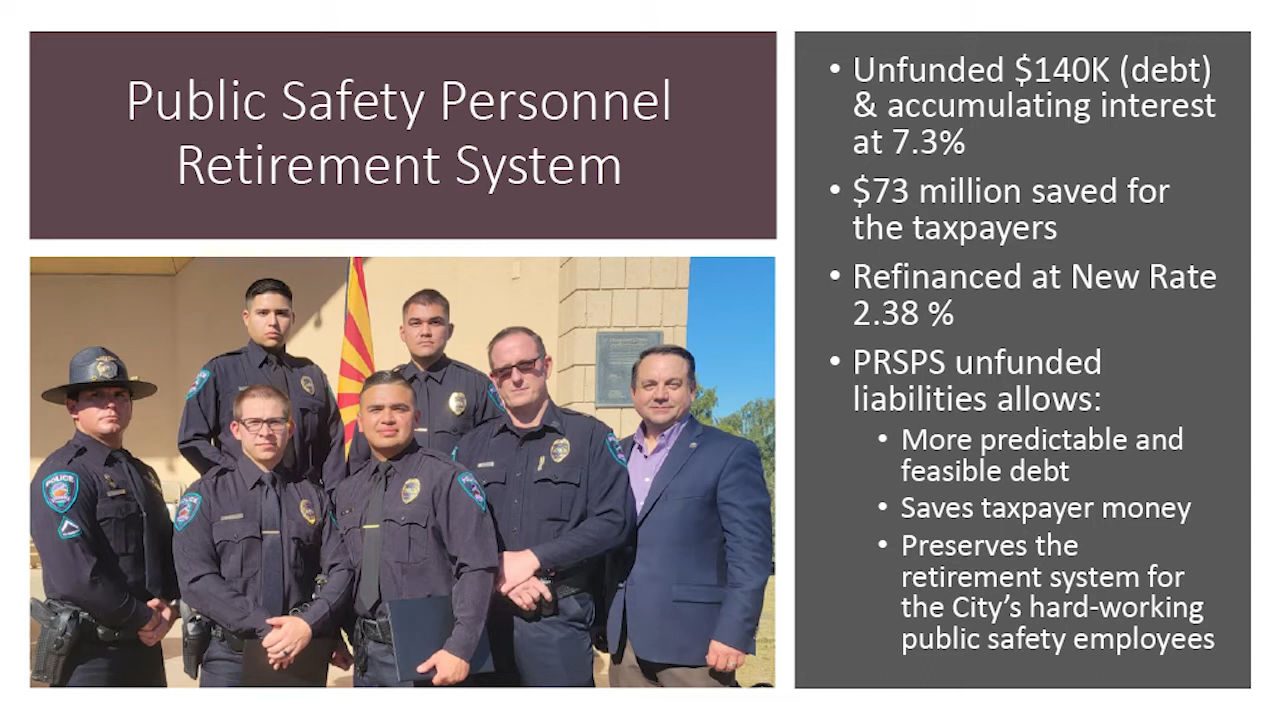 Public Safety Personnel
Retirement System
• Unfunded $140K (debt)
& accumulating interest
at 7.3%
• $73 million saved for
the taxpayers
• Refinanced at New Rate
2.38 %
• PRSPS unfunded
liabilities allows:
• More predictable and
feasible debt
• Saves taxpayer money
• Preserves the
retirement system for
the City’s hard-working
public safety employees
POLICE
POLICE